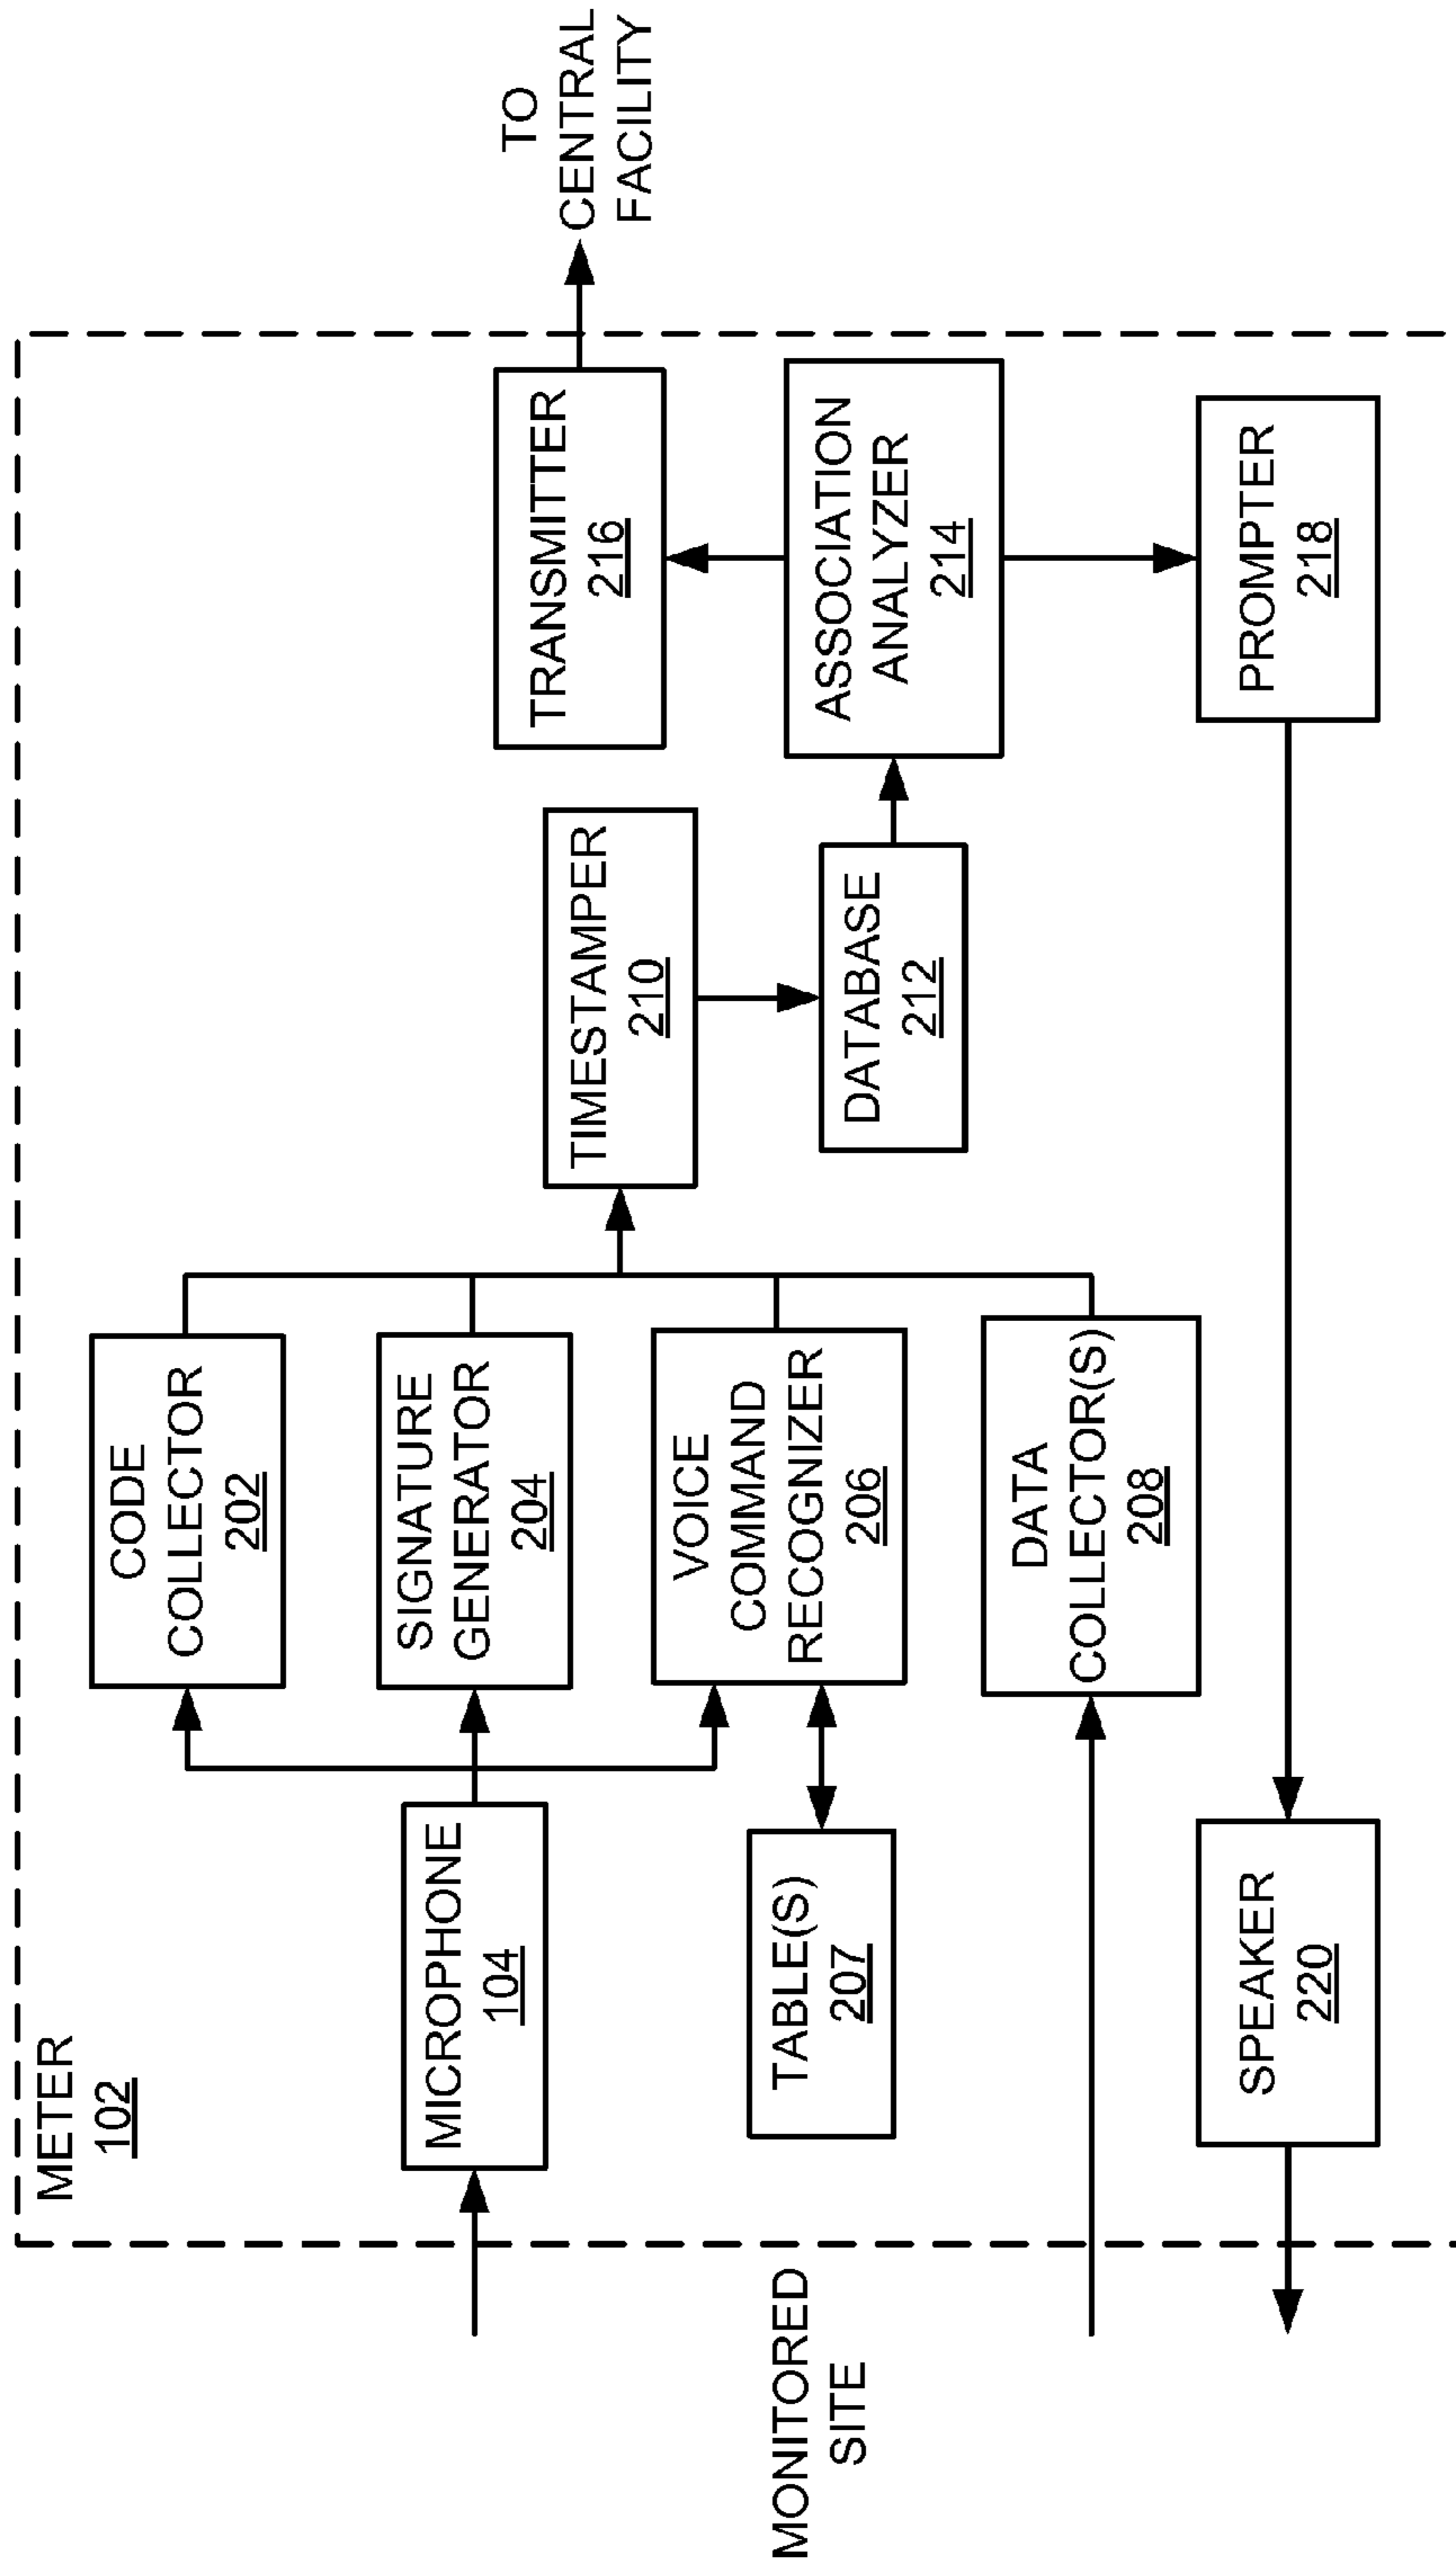 METER
102
MICROPHONE
104
CODE
COLLECTOR
202
SIGNATURE
GENERATOR
204
VOICE
COMMAND
RECOGNIZER
206
TABLE(S)
207
DATA
COLLECTOR(S)
208
TIMESTAMPER
210
DATABASE
212
TRANSMITTER
216
ASSOCIATION
ANALYZER
214
PROMPTER
218
SPEAKER
220
MONITORED
SITE
TO
CENTRAL
FACILITY